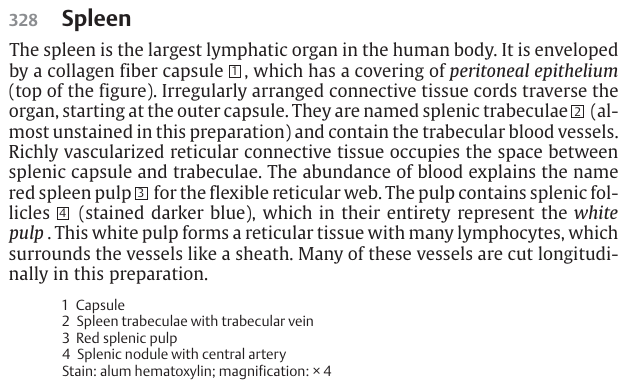 328 Spleen
The spleen is the largest lymphatic organ in the human body. It is enveloped
by a collagen fiber capsule 1, which has a covering of peritoneal epithelium
(top of the figure). Irregularly arranged connective tissue cords traverse the
organ, starting at the outer capsule. They are named splenic trabeculae 2 (al-
most unstained in this preparation) and contain the trabecular blood vessels.
Richly vascularized reticular connective tissue occupies the space between
splenic capsule and trabeculae. The abundance of blood explains the name
red spleen pulp 3 for the flexible reticular web. The pulp contains splenic fol-
licles 4 (stained darker blue), which in their entirety represent the white
pulp . This white pulp forms a reticular tissue with many lymphocytes, which
surrounds the vessels like a sheath. Many of these vessels are cut longitudi-
nally in this preparation.
1 Capsule
2 Spleen trabeculae with trabecular vein
3 Red splenic pulp
4 Splenic nodule with central artery
Stain: alum hematoxylin; magnification: × 4